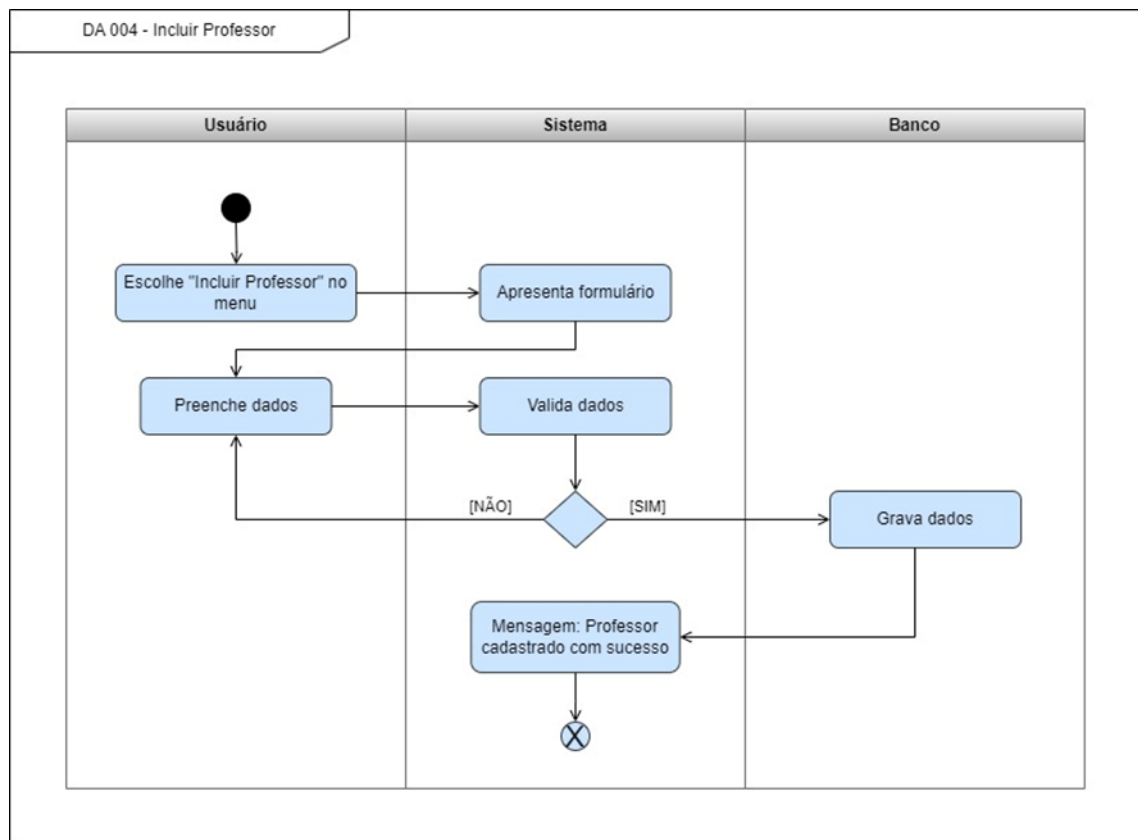 DA 004 - Incluir Professor
Usuário
Sistema
Banco
Escolhe "Incluir Professor" no
menu
Apresenta formulário
Preenche dados
Valida dados
[NÃO]
[SIM]
Grava dados
Mensagem: Professor
cadastrado com sucesso